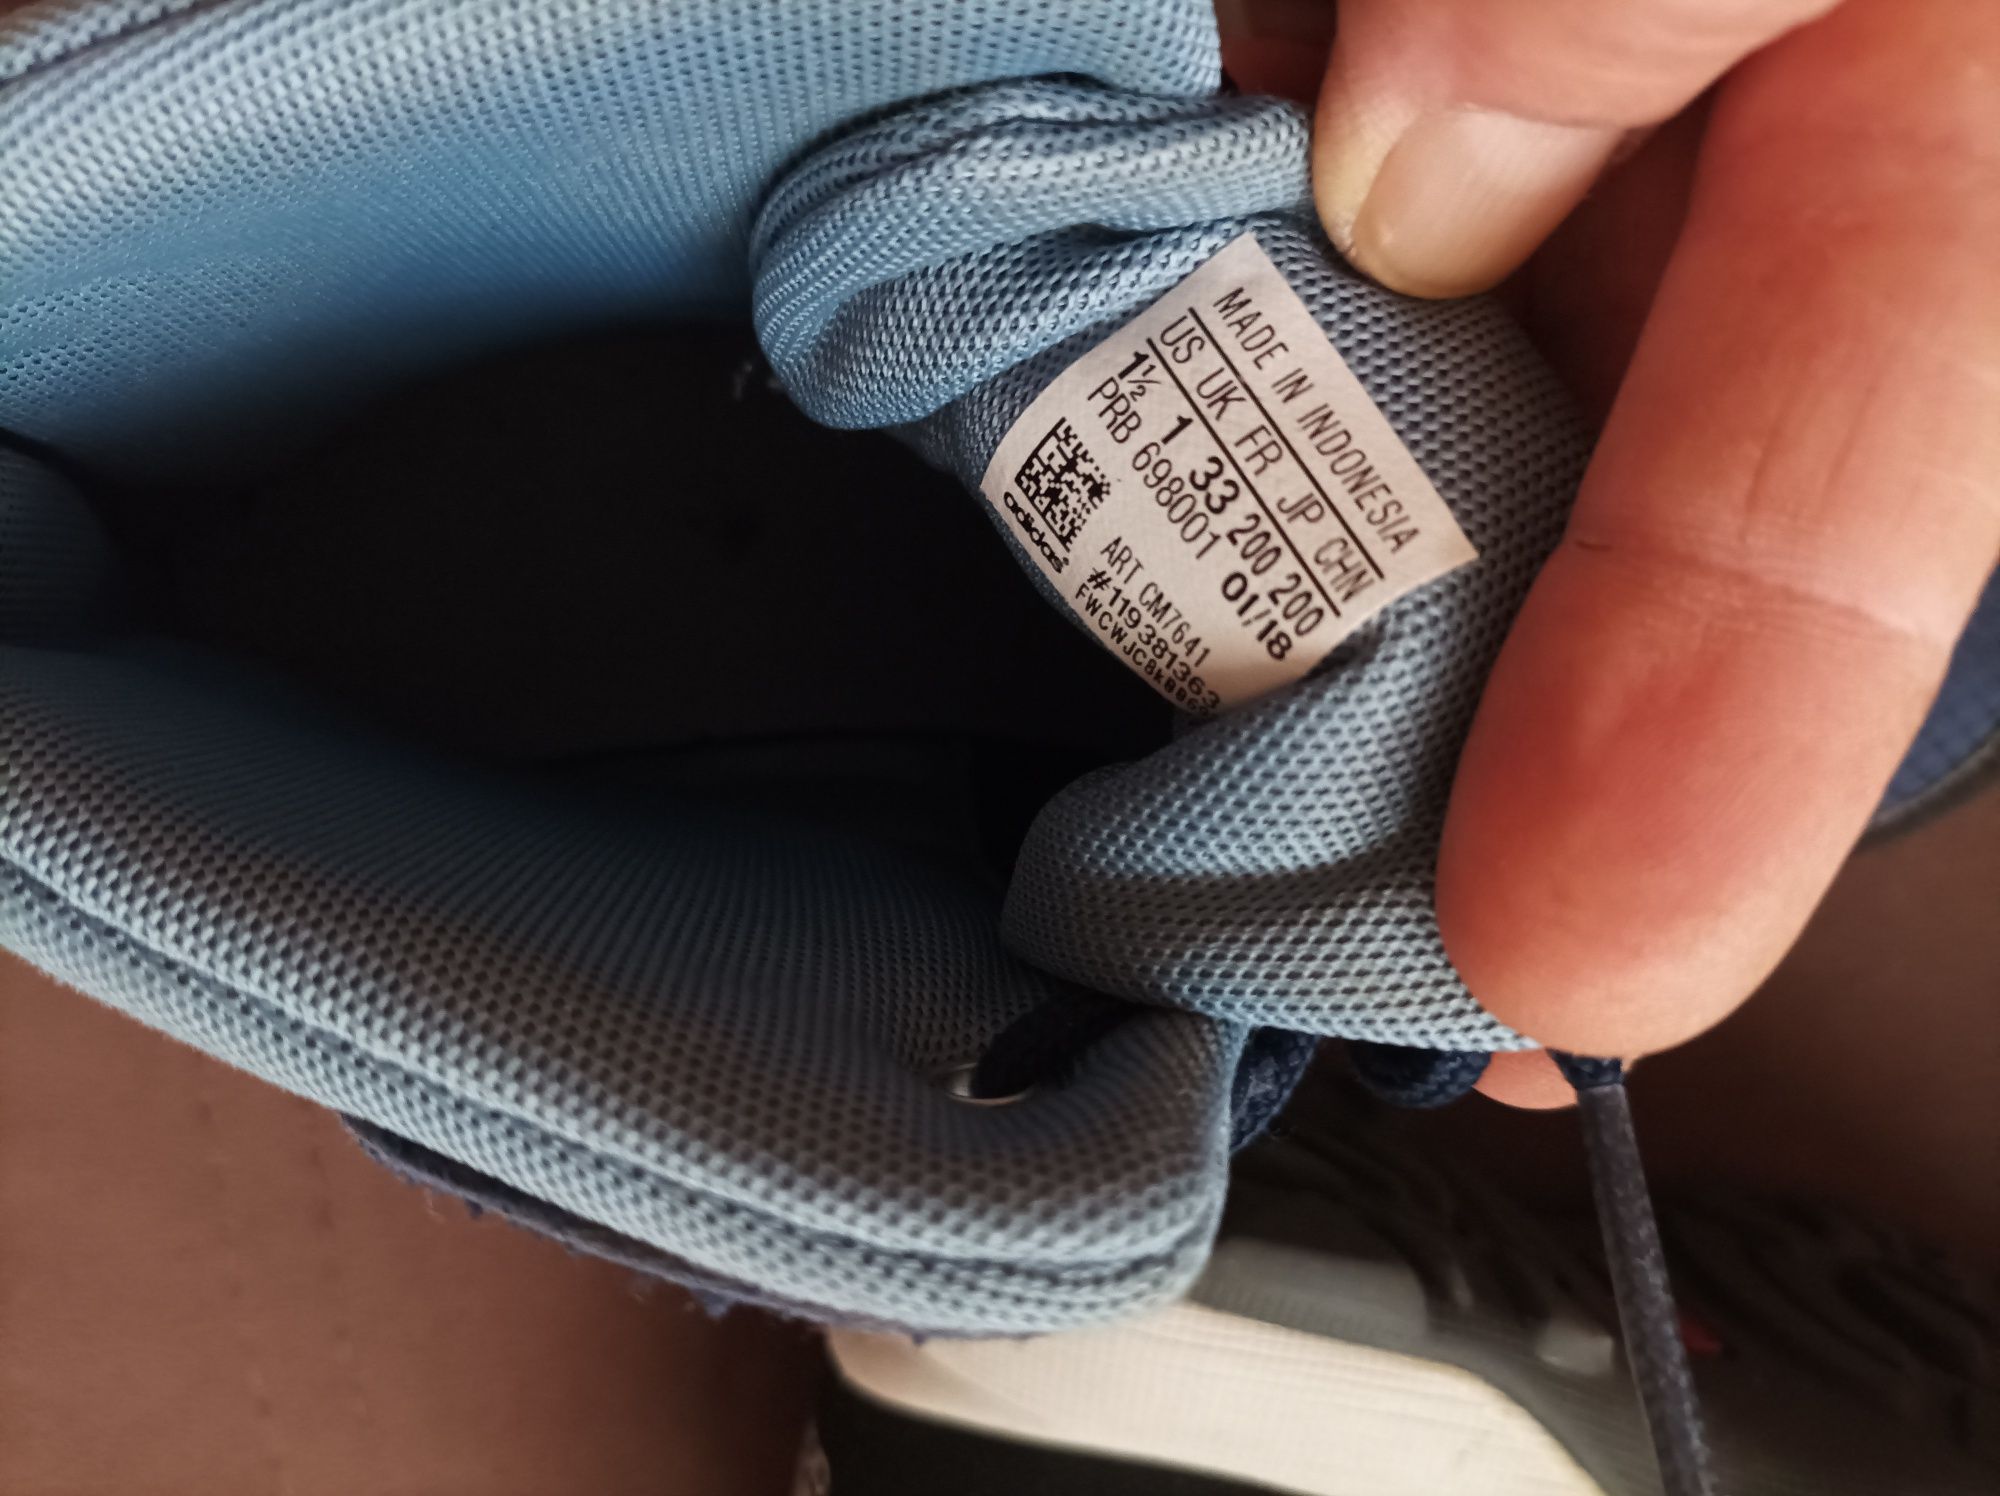 MADE IN INDONESIA
US UK FR JP CHN
1½ 1 33 200 200
PRB 698001 01/18
ART CM7641
#119381363
adidas